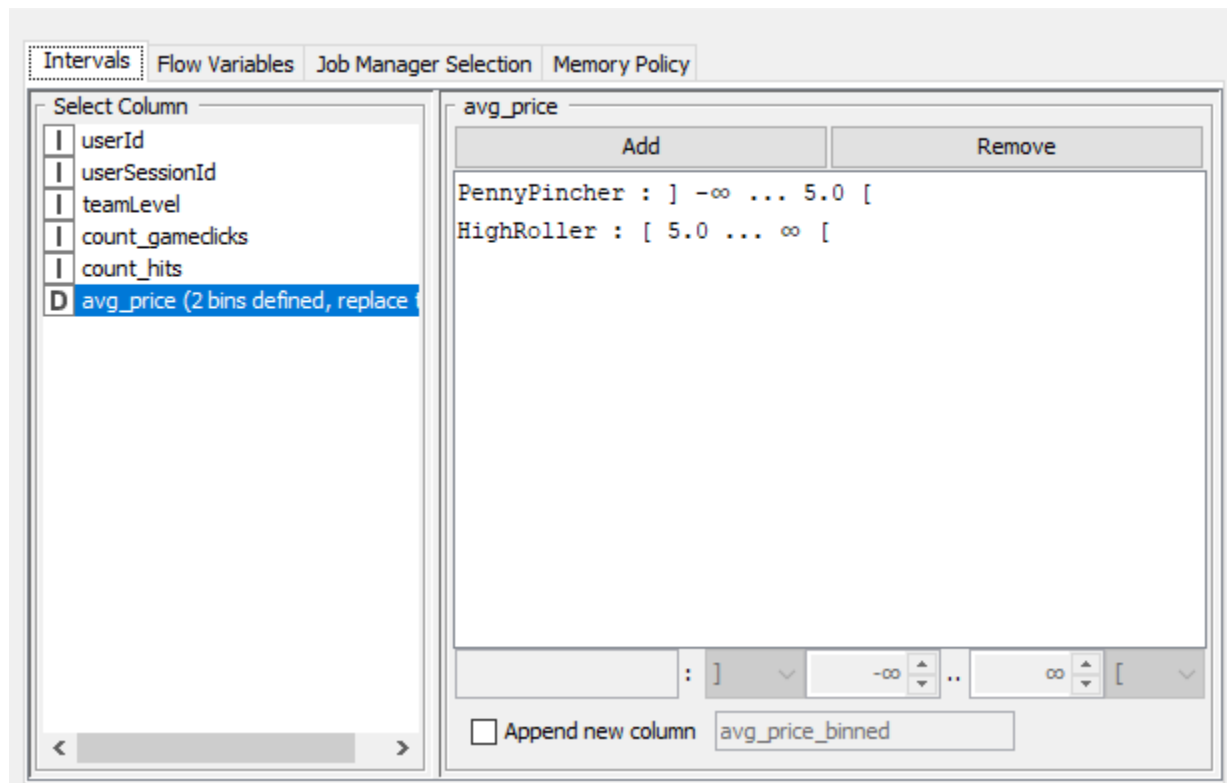 Intervals Flow Variables Job Manager Selection Memory Policy
Select Column
I userId
I userSessionId
I teamLevel
I count_gameclicks
I count_hits
D avg_price (2 bins defined, replace
avg_price
Add Remove
PennyPincher : ] -∞ ... 5.0 [
HighRoller : [ 5.0 ... ∞ [
: ] -∞ .. ∞ [
Append new column avg_price_binned